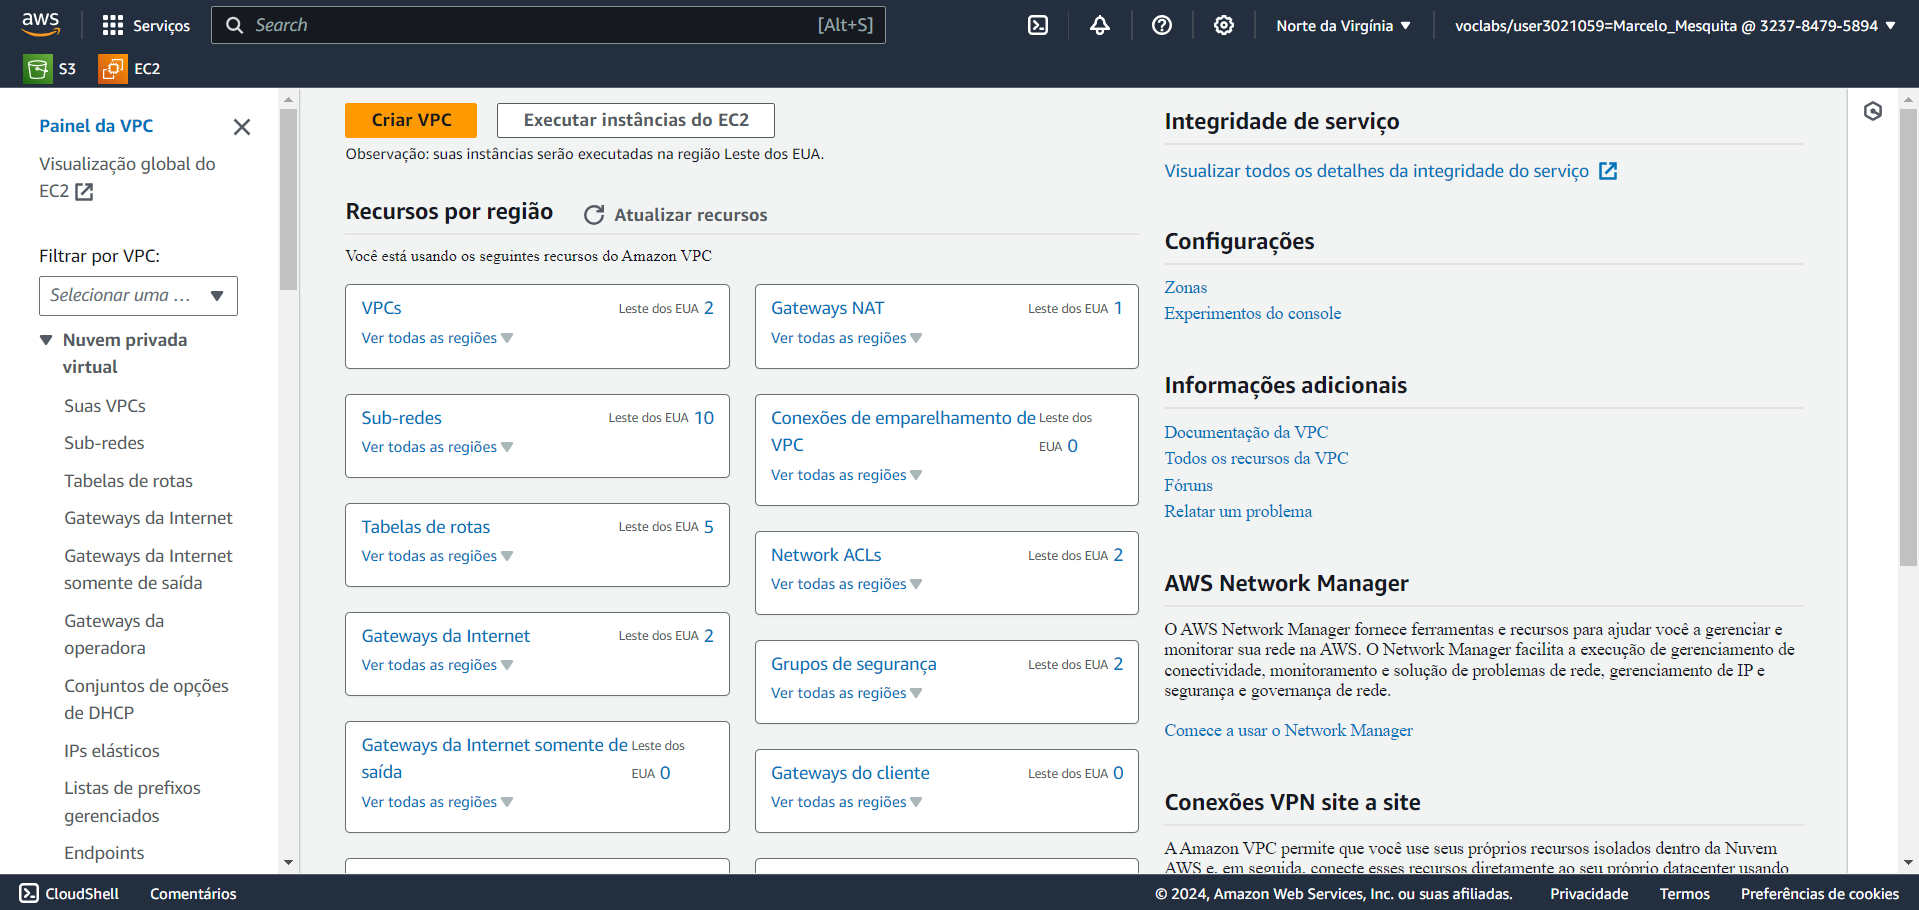 aws
Serviços
Search
[Alt+S]
Norte da Virgínia
voclabs/user3021059=Marcelo_Mesquita @ 3237-8479-5894
S3
EC2
Painel da VPC
Visualização global do
EC2
Filtrar por VPC:
Selecionar uma ...
Nuvem privada
virtual
Suas VPCs
Sub-redes
Tabelas de rotas
Gateways da Internet
Gateways da Internet
somente de saída
Gateways da
operadora
Conjuntos de opções
de DHCP
IPs elásticos
Listas de prefixos
gerenciados
Endpoints
Criar VPC
Executar instâncias do EC2
Observação: suas instâncias serão executadas na região Leste dos EUA.
Recursos por região
Atualizar recursos
Você está usando os seguintes recursos do Amazon VPC
VPCs
Leste dos EUA 2
Ver todas as regiões
Sub-redes
Leste dos EUA 10
Ver todas as regiões
Tabelas de rotas
Leste dos EUA 5
Ver todas as regiões
Gateways da Internet
Leste dos EUA 2
Ver todas as regiões
Gateways da Internet somente de
saída
Leste dos
EUA 0
Ver todas as regiões
Gateways NAT
Leste dos EUA 1
Ver todas as regiões
Conexões de emparelhamento de
VPC
Leste dos
EUA 0
Ver todas as regiões
Network ACLs
Leste dos EUA 2
Ver todas as regiões
Grupos de segurança
Leste dos EUA 2
Ver todas as regiões
Gateways do cliente
Leste dos EUA 0
Ver todas as regiões
Integridade de serviço
Visualizar todos os detalhes da integridade do serviço
Configurações
Zonas
Experimentos do console
Informações adicionais
Documentação da VPC
Todos os recursos da VPC
Fóruns
Relatar um problema
AWS Network Manager
O AWS Network Manager fornece ferramentas e recursos para ajudar você a gerenciar e
monitorar sua rede na AWS. O Network Manager facilita a execução de gerenciamento de
conectividade, monitoramento e solução de problemas de rede, gerenciamento de IP e
segurança e governança de rede.
Comece a usar o Network Manager
Conexões VPN site a site
A Amazon VPC permite que você use seus próprios recursos isolados dentro da Nuvem
AWS e, em seguida, conecte esses recursos diretamente ao seu próprio datacenter usando
CloudShell
Comentários
© 2024, Amazon Web Services, Inc. ou suas afiliadas.
Privacidade
Termos
Preferências de cookies